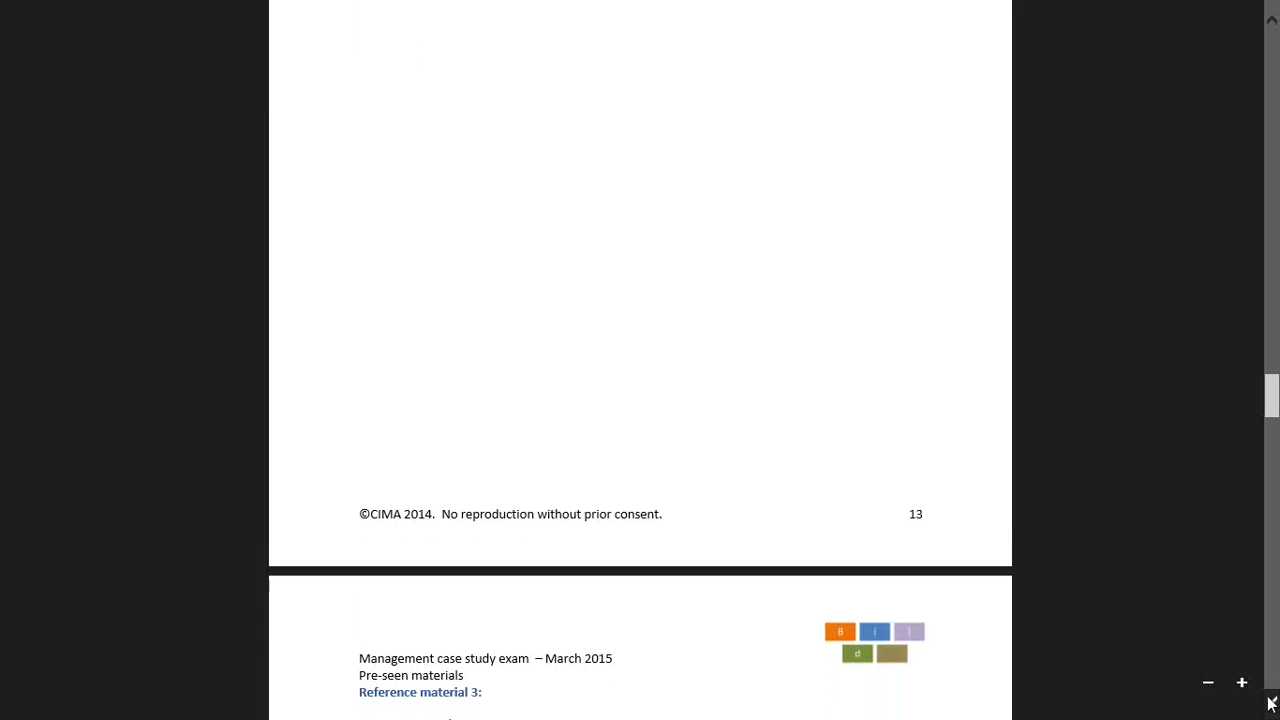 ©CIMA 2014.  No reproduction without prior consent.
13
B i l
d
Management case study exam  – March 2015
Pre-seen materials
Reference material 3: